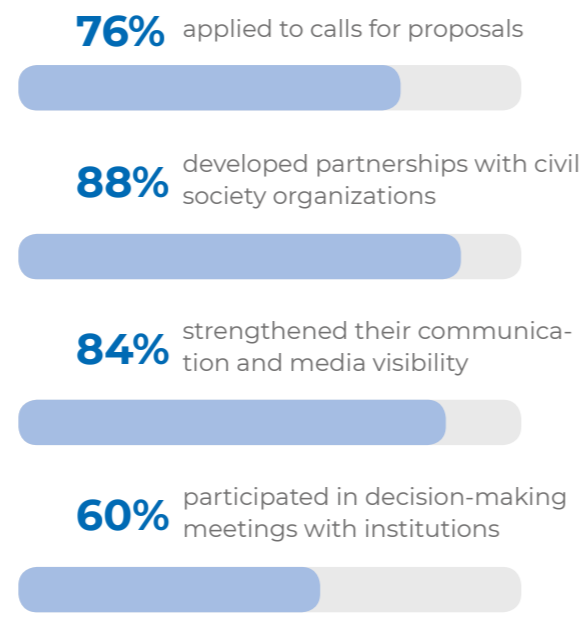 76% applied to calls for proposals
88% developed partnerships with civil
society organizations
84% strengthened their communica-
tion and media visibility
60% participated in decision-making
meetings with institutions